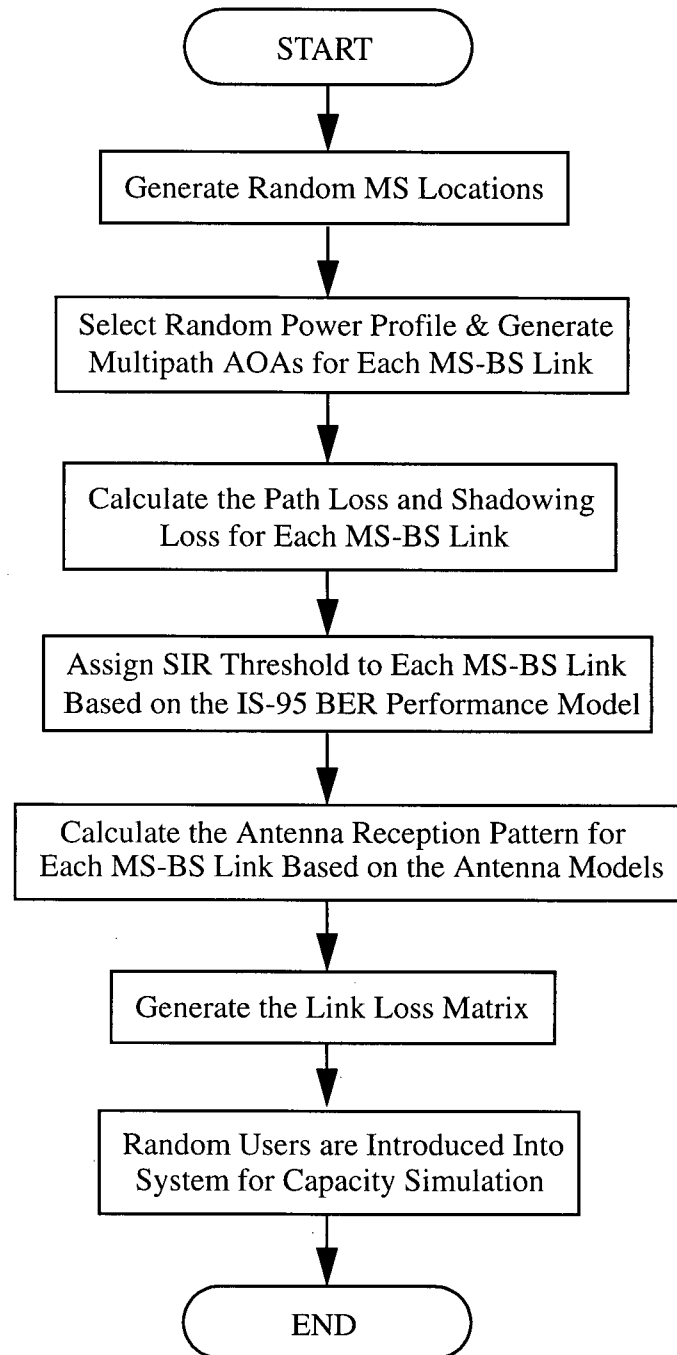 START
Generate Random MS Locations
Select Random Power Profile & Generate
Multipath AOAs for Each MS-BS Link
Calculate the Path Loss and Shadowing
Loss for Each MS-BS Link
Assign SIR Threshold to Each MS-BS Link
Based on the IS-95 BER Performance Model
Calculate the Antenna Reception Pattern for
Each MS-BS Link Based on the Antenna Models
Generate the Link Loss Matrix
Random Users are Introduced Into
System for Capacity Simulation
END